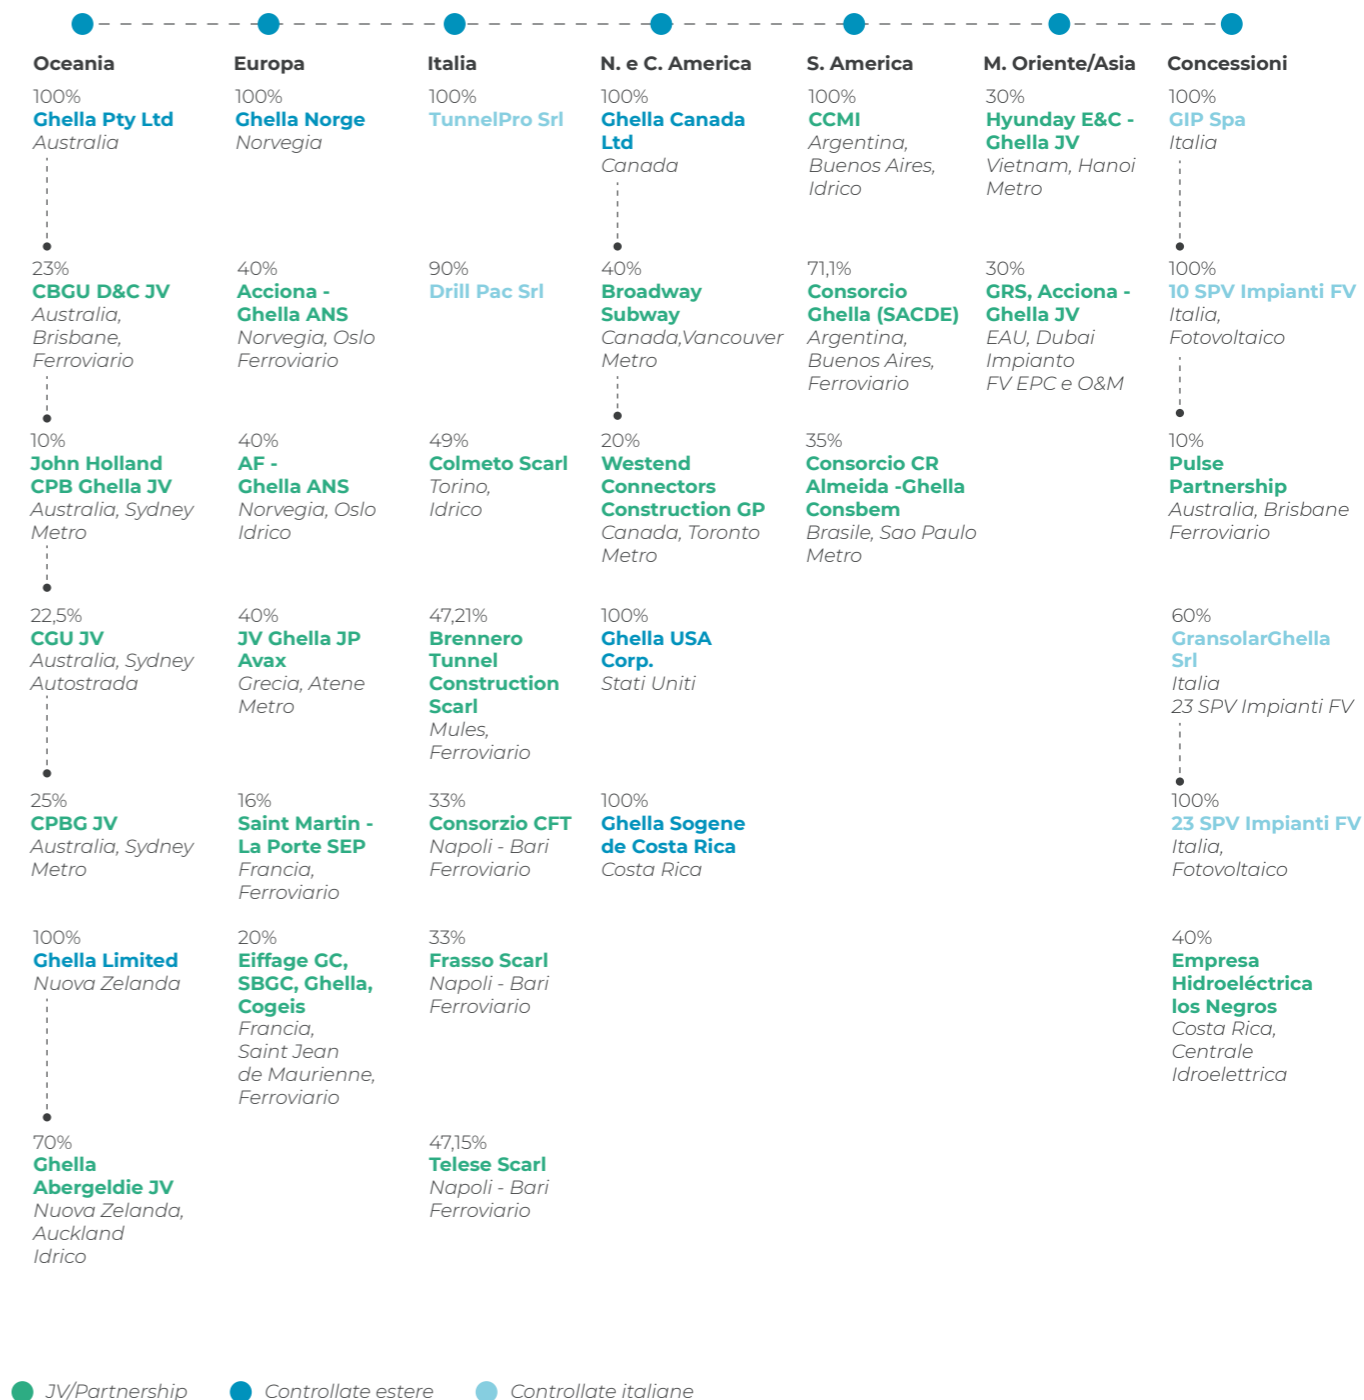 Oceania
100%
Ghella Pty Ltd
Australia
23%
CBGU D&C JV
Australia,
Brisbane,
Ferroviario
10%
John Holland
CPB Ghella JV
Australia, Sydney
Metro
22,5%
CGU JV
Australia, Sydney
Autostrada
25%
CPBG JV
Australia, Sydney
Metro
100%
Ghella Limited
Nuova Zelanda
70%
Ghella
Abergeldie JV
Nuova Zelanda,
Auckland
Idrico
Europa
100%
Ghella Norge
Norvegia
40%
Acciona -
Ghella ANS
Norvegia, Oslo
Ferroviario
40%
AF -
Ghella ANS
Norvegia, Oslo
Idrico
40%
JV Ghella JP
Avax
Grecia, Atene
Metro
16%
Saint Martin -
La Porte SEP
Francia,
Ferroviario
20%
Eiffage GC,
SBGC, Ghella,
Cogeis
Francia,
Saint Jean
de Maurienne,
Ferroviario
Italia
100%
TunnelPro Srl
90%
Drill Pac Srl
49%
Colmeto Scarl
Torino,
Idrico
47,21%
Brennero
Tunnel
Construction
Scarl
Mules,
Ferroviario
33%
Consorzio CFT
Napoli - Bari
Ferroviario
33%
Frasso Scarl
Napoli - Bari
Ferroviario
47,15%
Telese Scarl
Napoli - Bari
Ferroviario
N. e C. America
100%
Ghella Canada
Ltd
Canada
40%
Broadway
Subway
Canada,Vancouver
Metro
20%
Westend
Connectors
Construction GP
Canada, Toronto
Metro
100%
Ghella USA
Corp.
Stati Uniti
100%
Ghella Sogene
de Costa Rica
Costa Rica
S. America
100%
CCMI
Argentina,
Buenos Aires,
Idrico
71,1%
Consorcio
Ghella (SACDE)
Argentina,
Buenos Aires,
Ferroviario
35%
Consorcio CR
Almeida -Ghella
Consbem
Brasile, Sao Paulo
Metro
M. Oriente/Asia
30%
Hyunday E&C -
Ghella JV
Vietnam, Hanoi
Metro
30%
GRS, Acciona -
Ghella JV
EAU, Dubai
Impianto
FV EPC e O&M
Concessioni
100%
GIP Spa
Italia
100%
10 SPV Impianti FV
Italia,
Fotovoltaico
10%
Pulse
Partnership
Australia, Brisbane
Ferroviario
60%
GransolarGhella
Srl
Italia
23 SPV Impianti FV
100%
23 SPV Impianti FV
Italia,
Fotovoltaico
40%
Empresa
Hidroeléctrica
los Negros
Costa Rica,
Centrale
Idroelettrica
JV/Partnership
Controllate estere
Controllate italiane